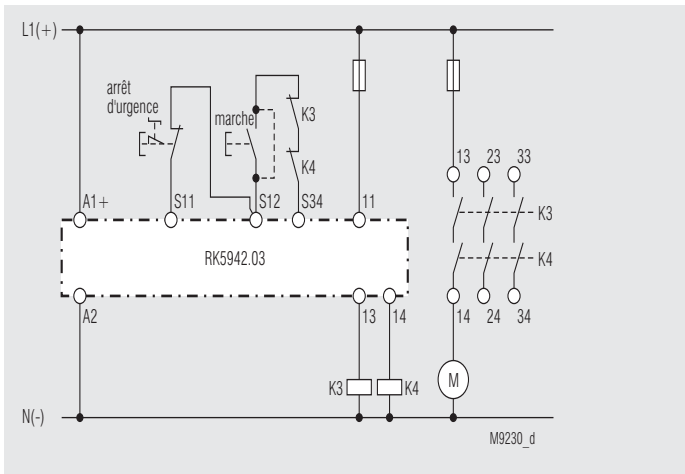 L1(+)
arrêt
d'urgence
marche
K3
K4
13 23 33
A1+ S11 S12 S34 11
K3
RK5942.03
K4
A2 13 14 14 24 34
K3 K4 M
N(-)
M9230_d